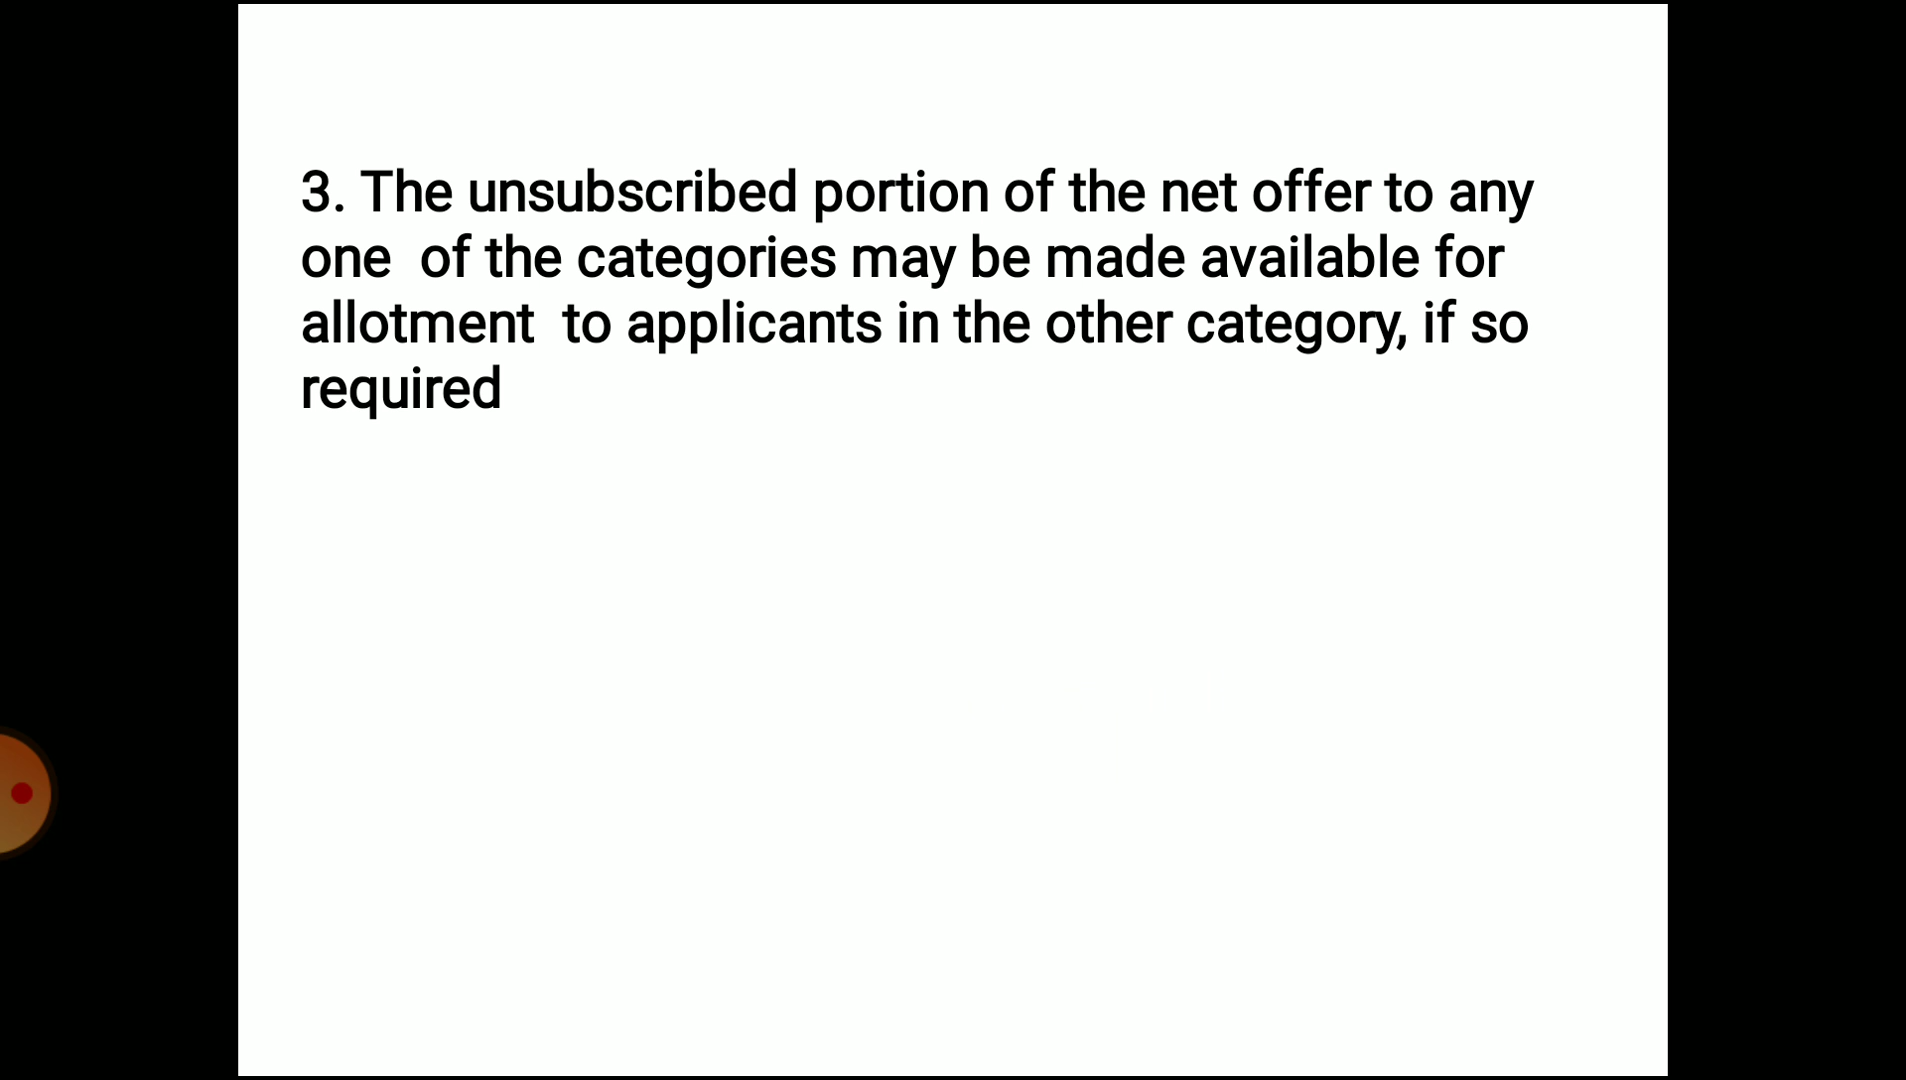 3. The unsubscribed portion of the net offer to any
one  of the categories may be made available for
allotment  to applicants in the other category, if so
required